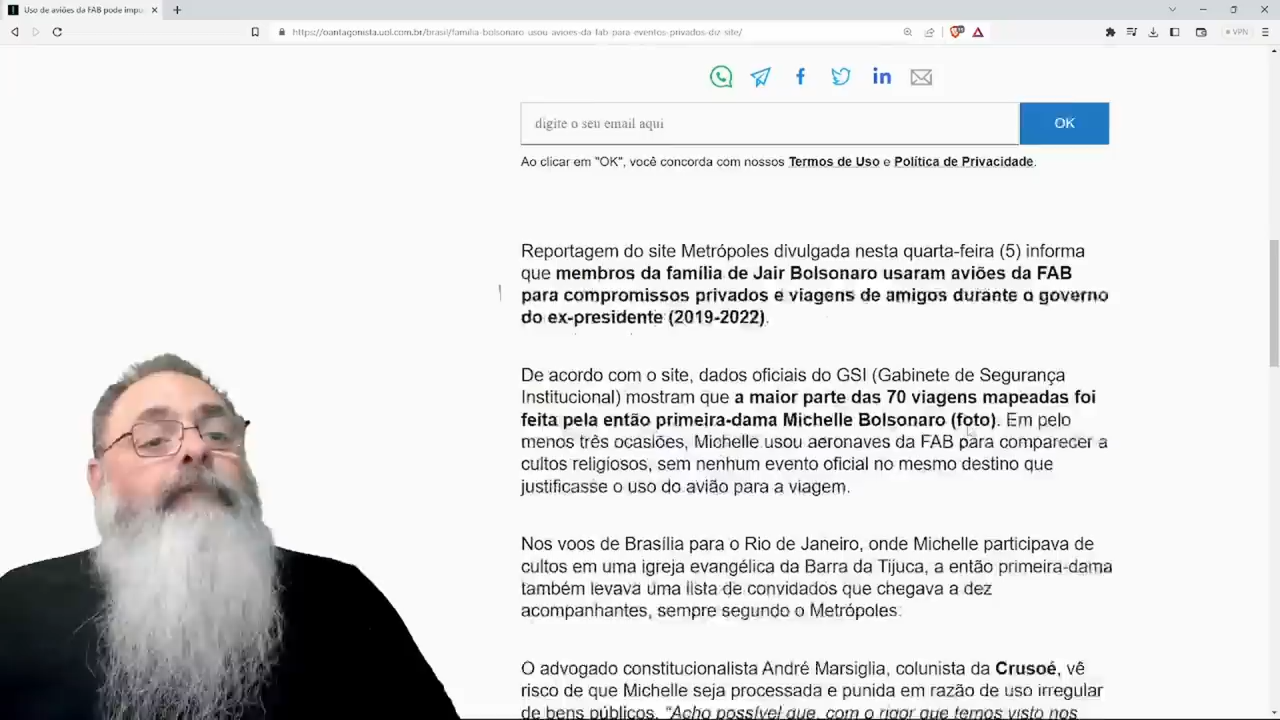 Uso de aviões da FAB pode impu
https://oantagonista.uol.com.br/brasil/familia-bolsonaro-usou-avioes-da-fab-para-eventos-privados-diz-site/
VPN
digite o seu email aqui
OK
Ao clicar em "OK", você concorda com nossos Termos de Uso e Política de Privacidade.
Reportagem do site Metrópoles divulgada nesta quarta-feira (5) informa
que membros da família de Jair Bolsonaro usaram aviões da FAB
para compromissos privados e viagens de amigos durante o governo
do ex-presidente (2019-2022).
De acordo com o site, dados oficiais do GSI (Gabinete de Segurança
Institucional) mostram que a maior parte das 70 viagens mapeadas foi
feita pela então primeira-dama Michelle Bolsonaro (foto). Em pelo
menos três ocasiões, Michelle usou aeronaves da FAB para comparecer a
cultos religiosos, sem nenhum evento oficial no mesmo destino que
justificasse o uso do avião para a viagem.
Nos voos de Brasília para o Rio de Janeiro, onde Michelle participava de
cultos em uma igreja evangélica da Barra da Tijuca, a então primeira-dama
também levava uma lista de convidados que chegava a dez
acompanhantes, sempre segundo o Metrópoles.
O advogado constitucionalista André Marsiglia, colunista da Crusoé, vê
risco de que Michelle seja processada e punida em razão de uso irregular
de bens públicos. "Acho possível que, com o rigor que temos visto nos